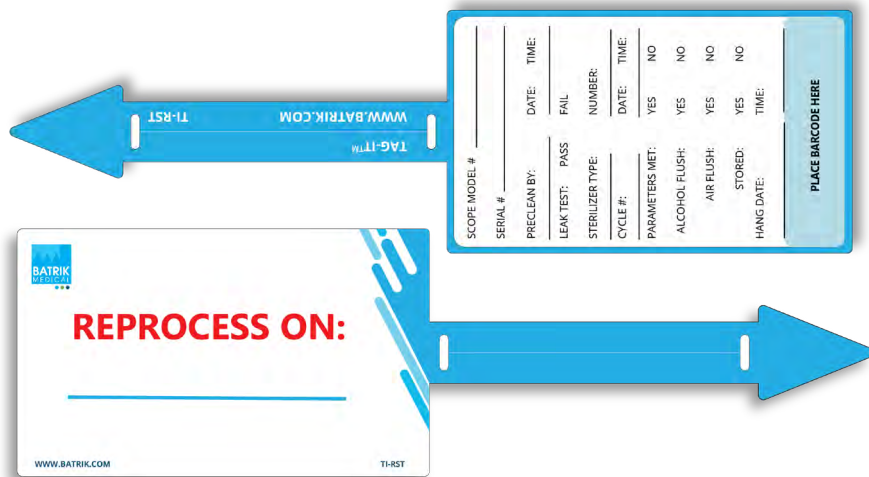 TAG-IT™
WWW.BATRIK.COM TI-RST
SCOPE MODEL #
SERIAL #
PRECLEAN BY: DATE: TIME:
LEAK TEST: PASS FAIL
STERILIZER TYPE: NUMBER:
CYCLE #: DATE: TIME:
PARAMETERS MET: YES NO
ALCOHOL FLUSH: YES NO
AIR FLUSH: YES NO
STORED: YES NO
HANG DATE: TIME:
PLACE BARCODE HERE
BATRIK
MEDICAL
REPROCESS ON:
WWW.BATRIK.COM TI-RST